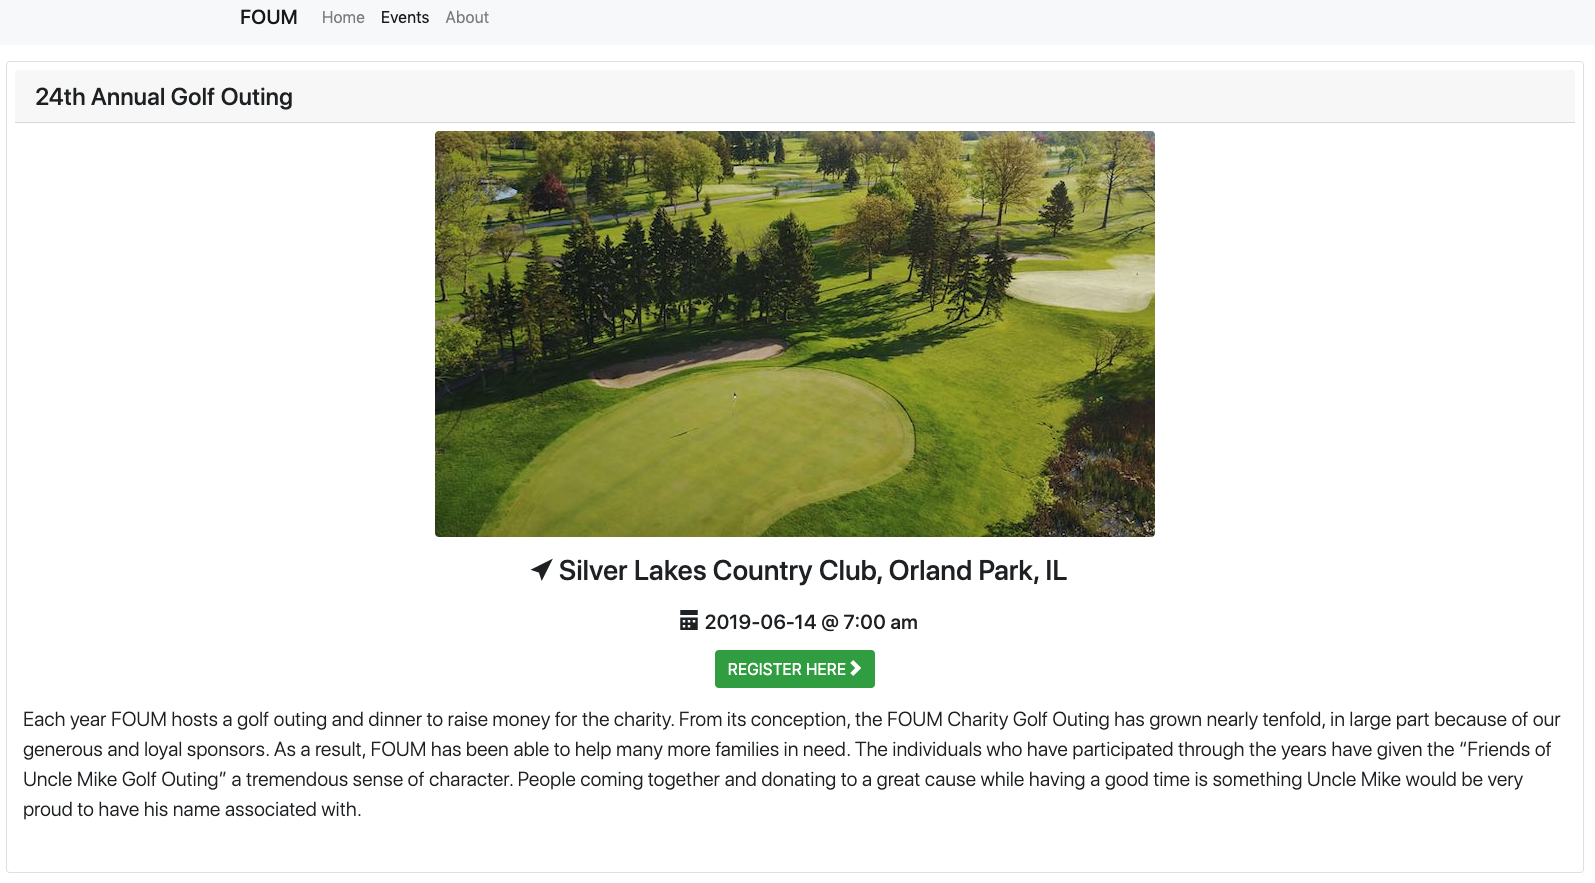 FOUM Home Events About
24th Annual Golf Outing
Silver Lakes Country Club, Orland Park, IL
2019-06-14 @ 7:00 am
REGISTER HERE
Each year FOUM hosts a golf outing and dinner to raise money for the charity. From its conception, the FOUM Charity Golf Outing has grown nearly tenfold, in large part because of our
generous and loyal sponsors. As a result, FOUM has been able to help many more families in need. The individuals who have participated through the years have given the “Friends of
Uncle Mike Golf Outing” a tremendous sense of character. People coming together and donating to a great cause while having a good time is something Uncle Mike would be very
proud to have his name associated with.